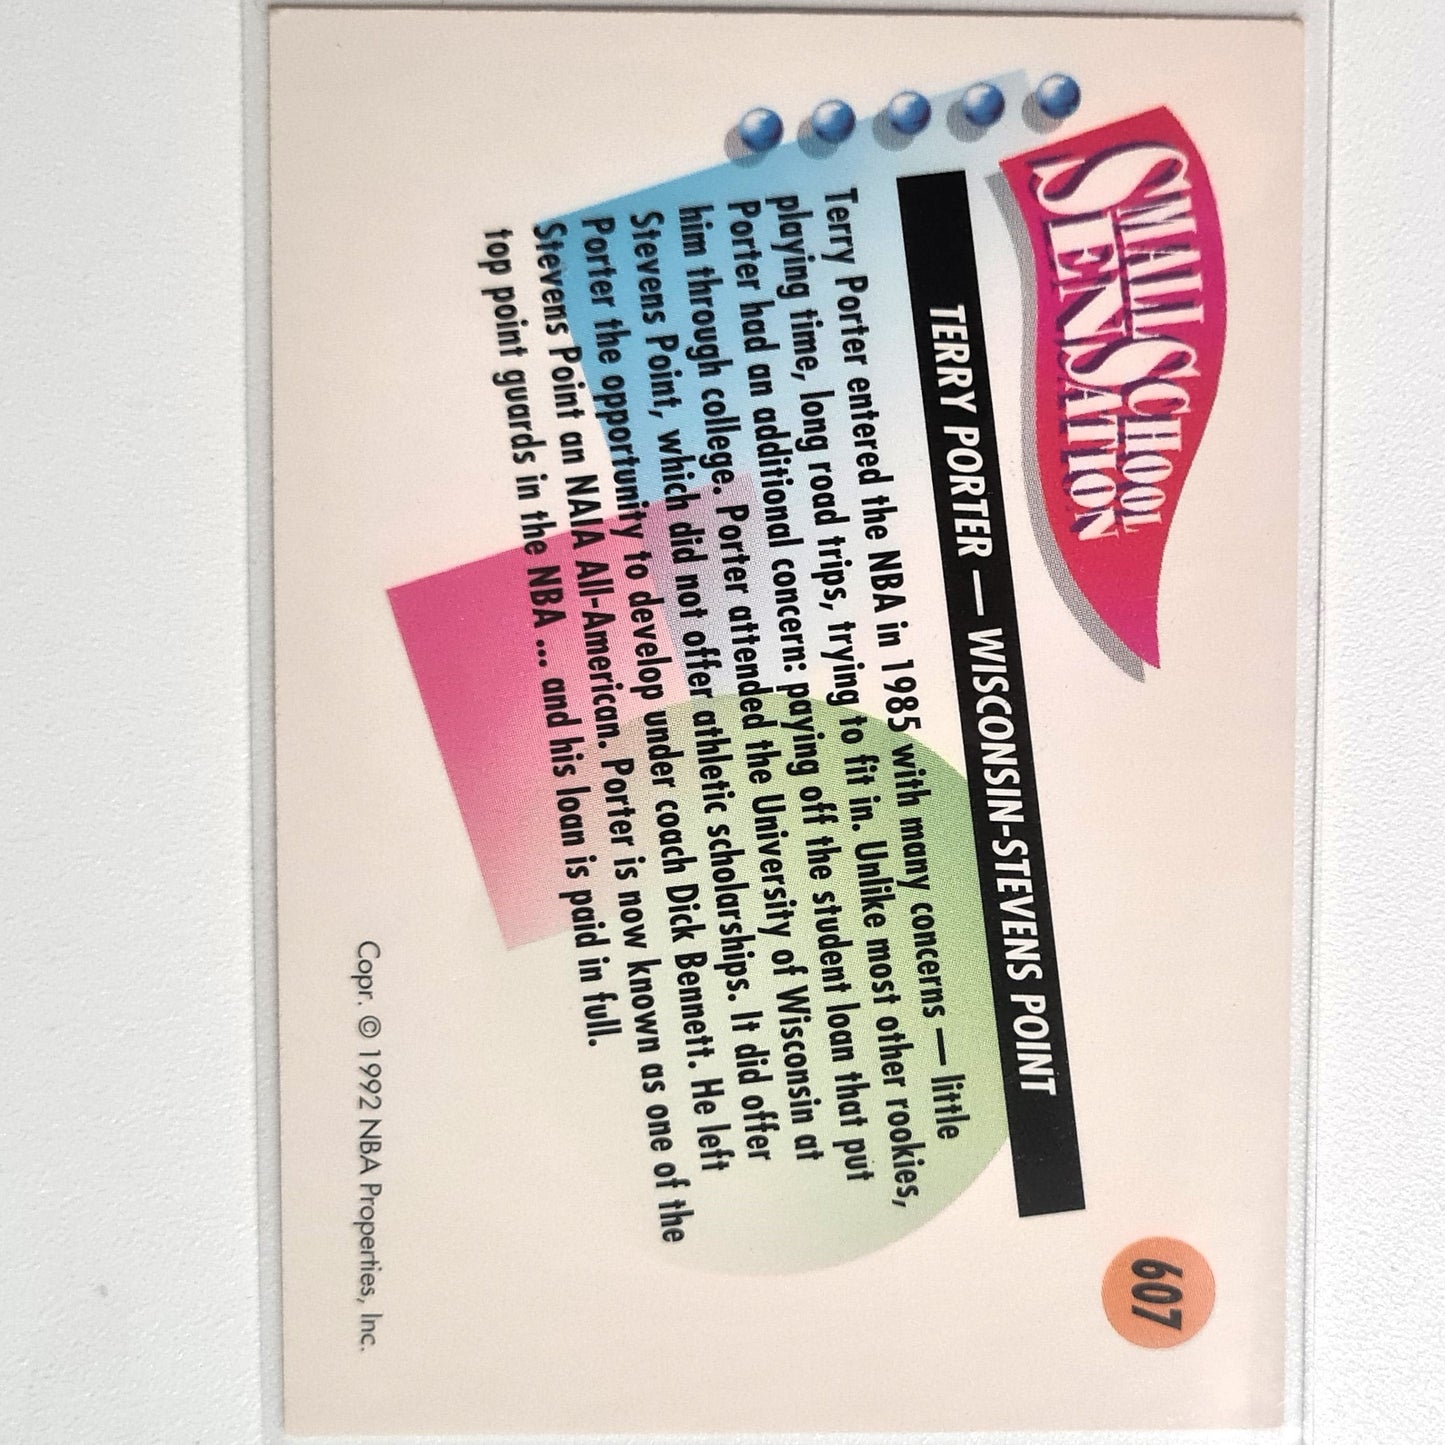 SMALL SCHOOL
SENSATION
607
TERRY PORTER — WISCONSIN-STEVENS POINT
Terry Porter entered the NBA in 1985 with many concerns — little
playing time, long road trips, trying to fit in. Unlike most other rookies,
Porter had an additional concern: paying off the student loan that put
him through college. Porter attended the University of Wisconsin at
Stevens Point, which did not offer athletic scholarships. It did offer
Porter the opportunity to develop under coach Dick Bennett. He left
Stevens Point an NAIA All-American. Porter is now known as one of the
top point guards in the NBA ... and his loan is paid in full.
Copr. © 1992 NBA Properties, Inc.